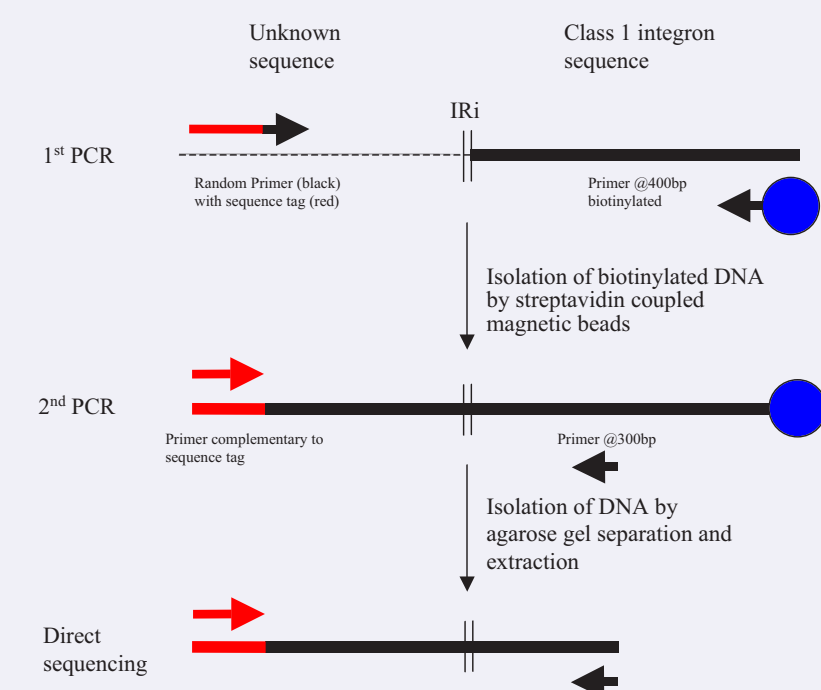 Unknown
sequence
Class 1 integron
sequence
IRi
1st PCR
Random Primer (black)
with sequence tag (red)
Primer @400bp
biotinylated
Isolation of biotinylated DNA
by streptavidin coupled
magnetic beads
2nd PCR
Primer complementary to
sequence tag
Primer @300bp
Isolation of DNA by
agarose gel separation and
extraction
Direct
sequencing